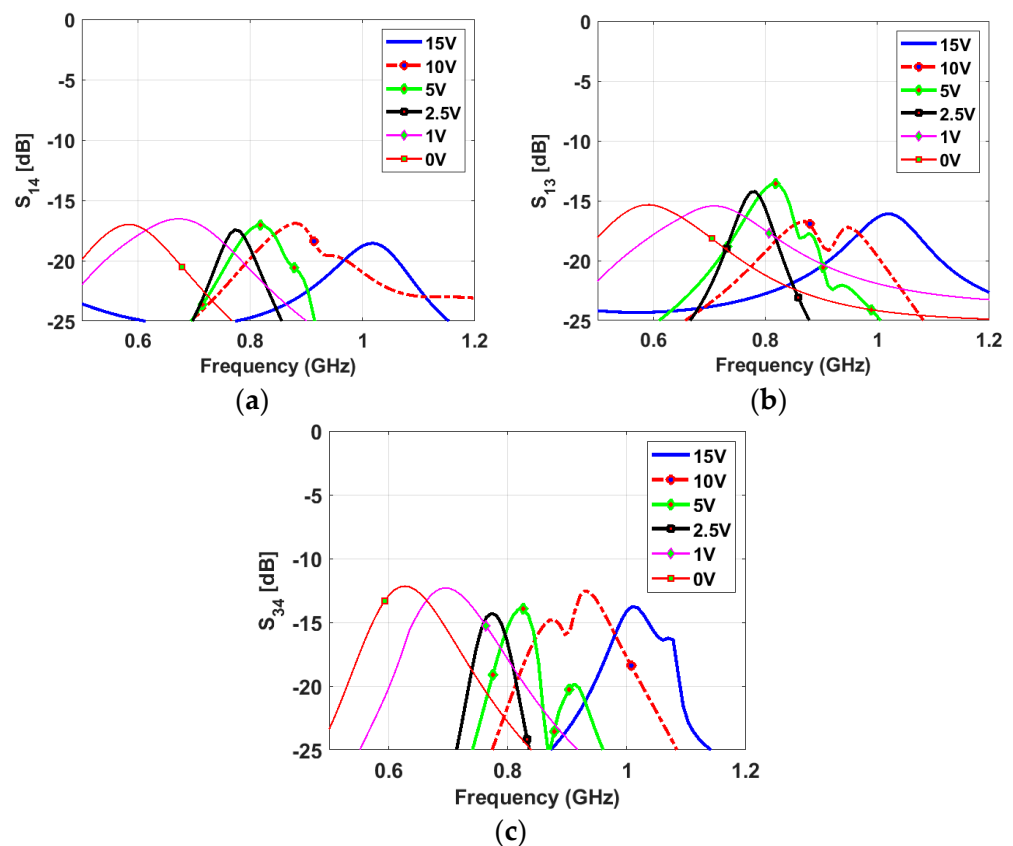 0
-5
-10
-15
-20
-25
S14 [dB]
15V
10V
5V
2.5V
1V
0V
0.6
0.8
1
1.2
Frequency (GHz)
(a)
0
-5
-10
-15
-20
-25
S13 [dB]
15V
10V
5V
2.5V
1V
0V
0.6
0.8
1
1.2
Frequency (GHz)
(b)
0
-5
-10
-15
-20
-25
S34 [dB]
15V
10V
5V
2.5V
1V
0V
0.6
0.8
1
1.2
Frequency (GHz)
(c)